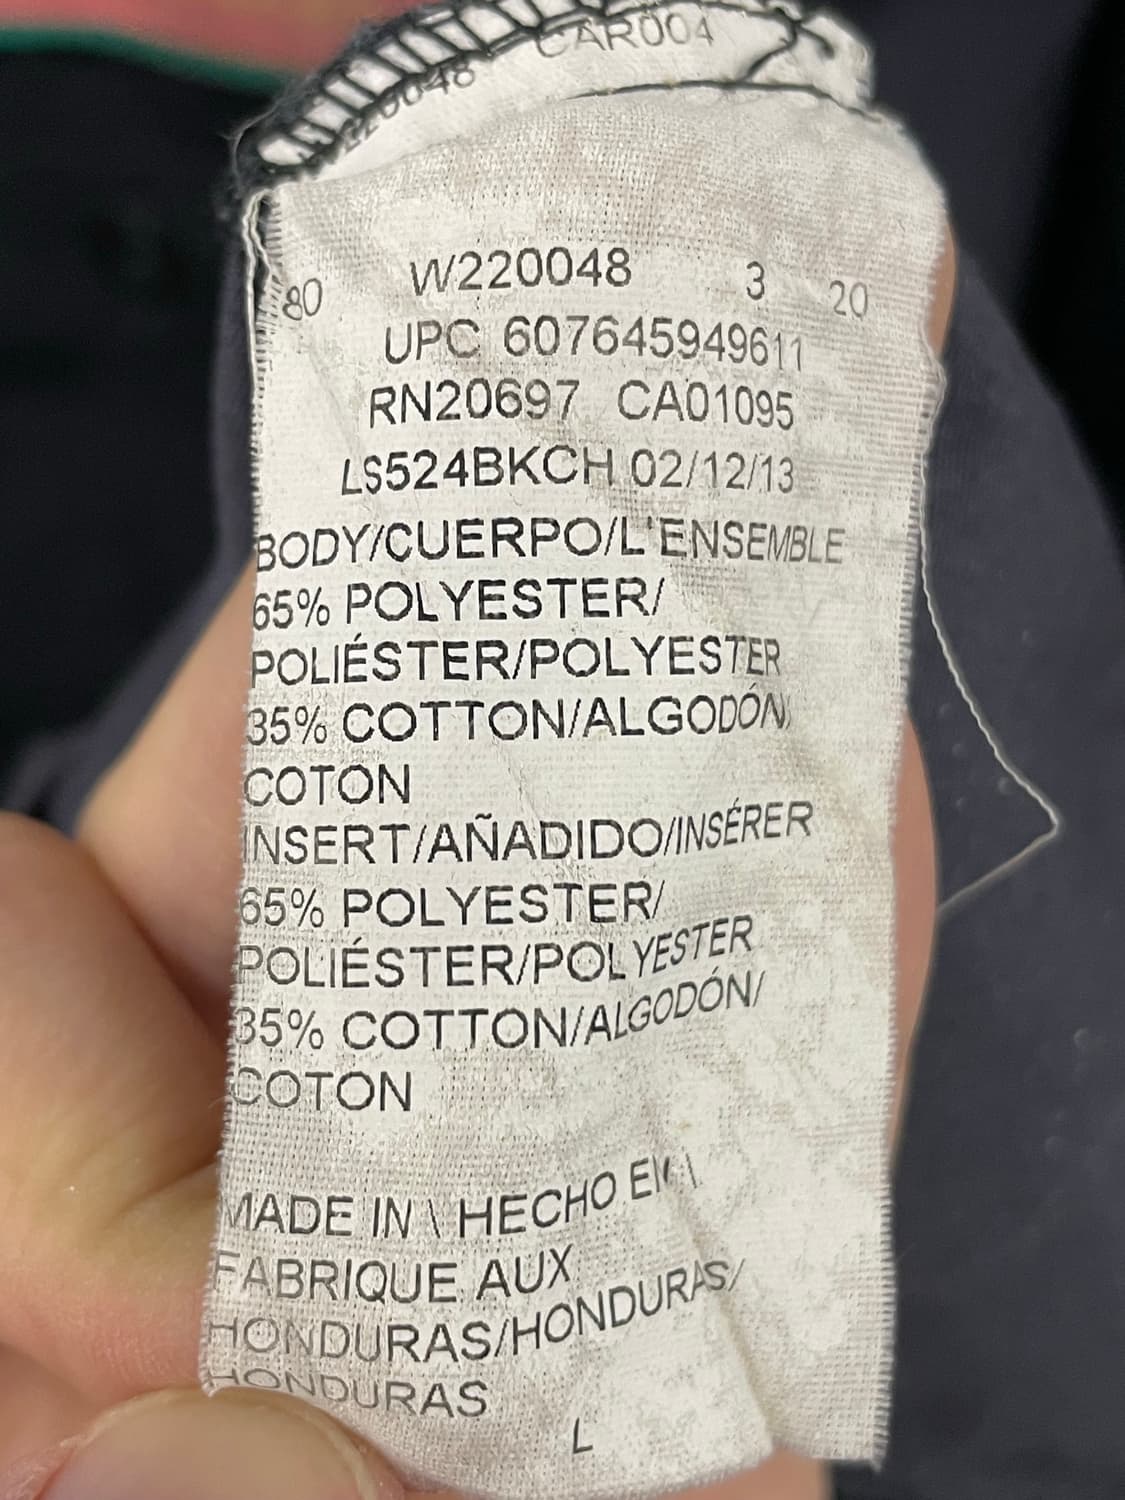 CAR004
220048
80 W220048 3 20
UPC 607645949611
RN20697 CA01095
LS524BKCH 02/12/13
BODY/CUERPO/L'ENSEMBLE
65% POLYESTER/
POLIÉSTER/POLYESTER
35% COTTON/ALGODÓN/
COTON
INSERT/AÑADIDO/INSÉRER
65% POLYESTER/
POLIÉSTER/POLYESTER
35% COTTON/ALGODÓN/
COTON
MADE IN \ HECHO EN \
FABRIQUE AUX
HONDURAS/HONDURAS/
HONDURAS
L